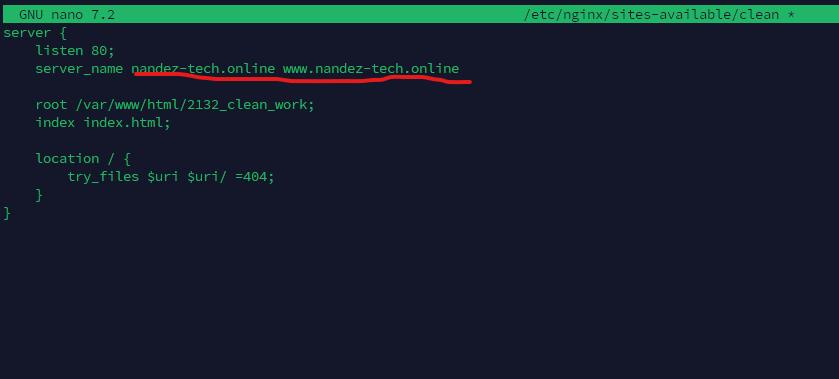 GNU nano 7.2 /etc/nginx/sites-available/clean *
server {
    listen 80;
    server_name nandez-tech.online www.nandez-tech.online

    root /var/www/html/2132_clean_work;
    index index.html;

    location / {
        try_files $uri $uri/ =404;
    }
}